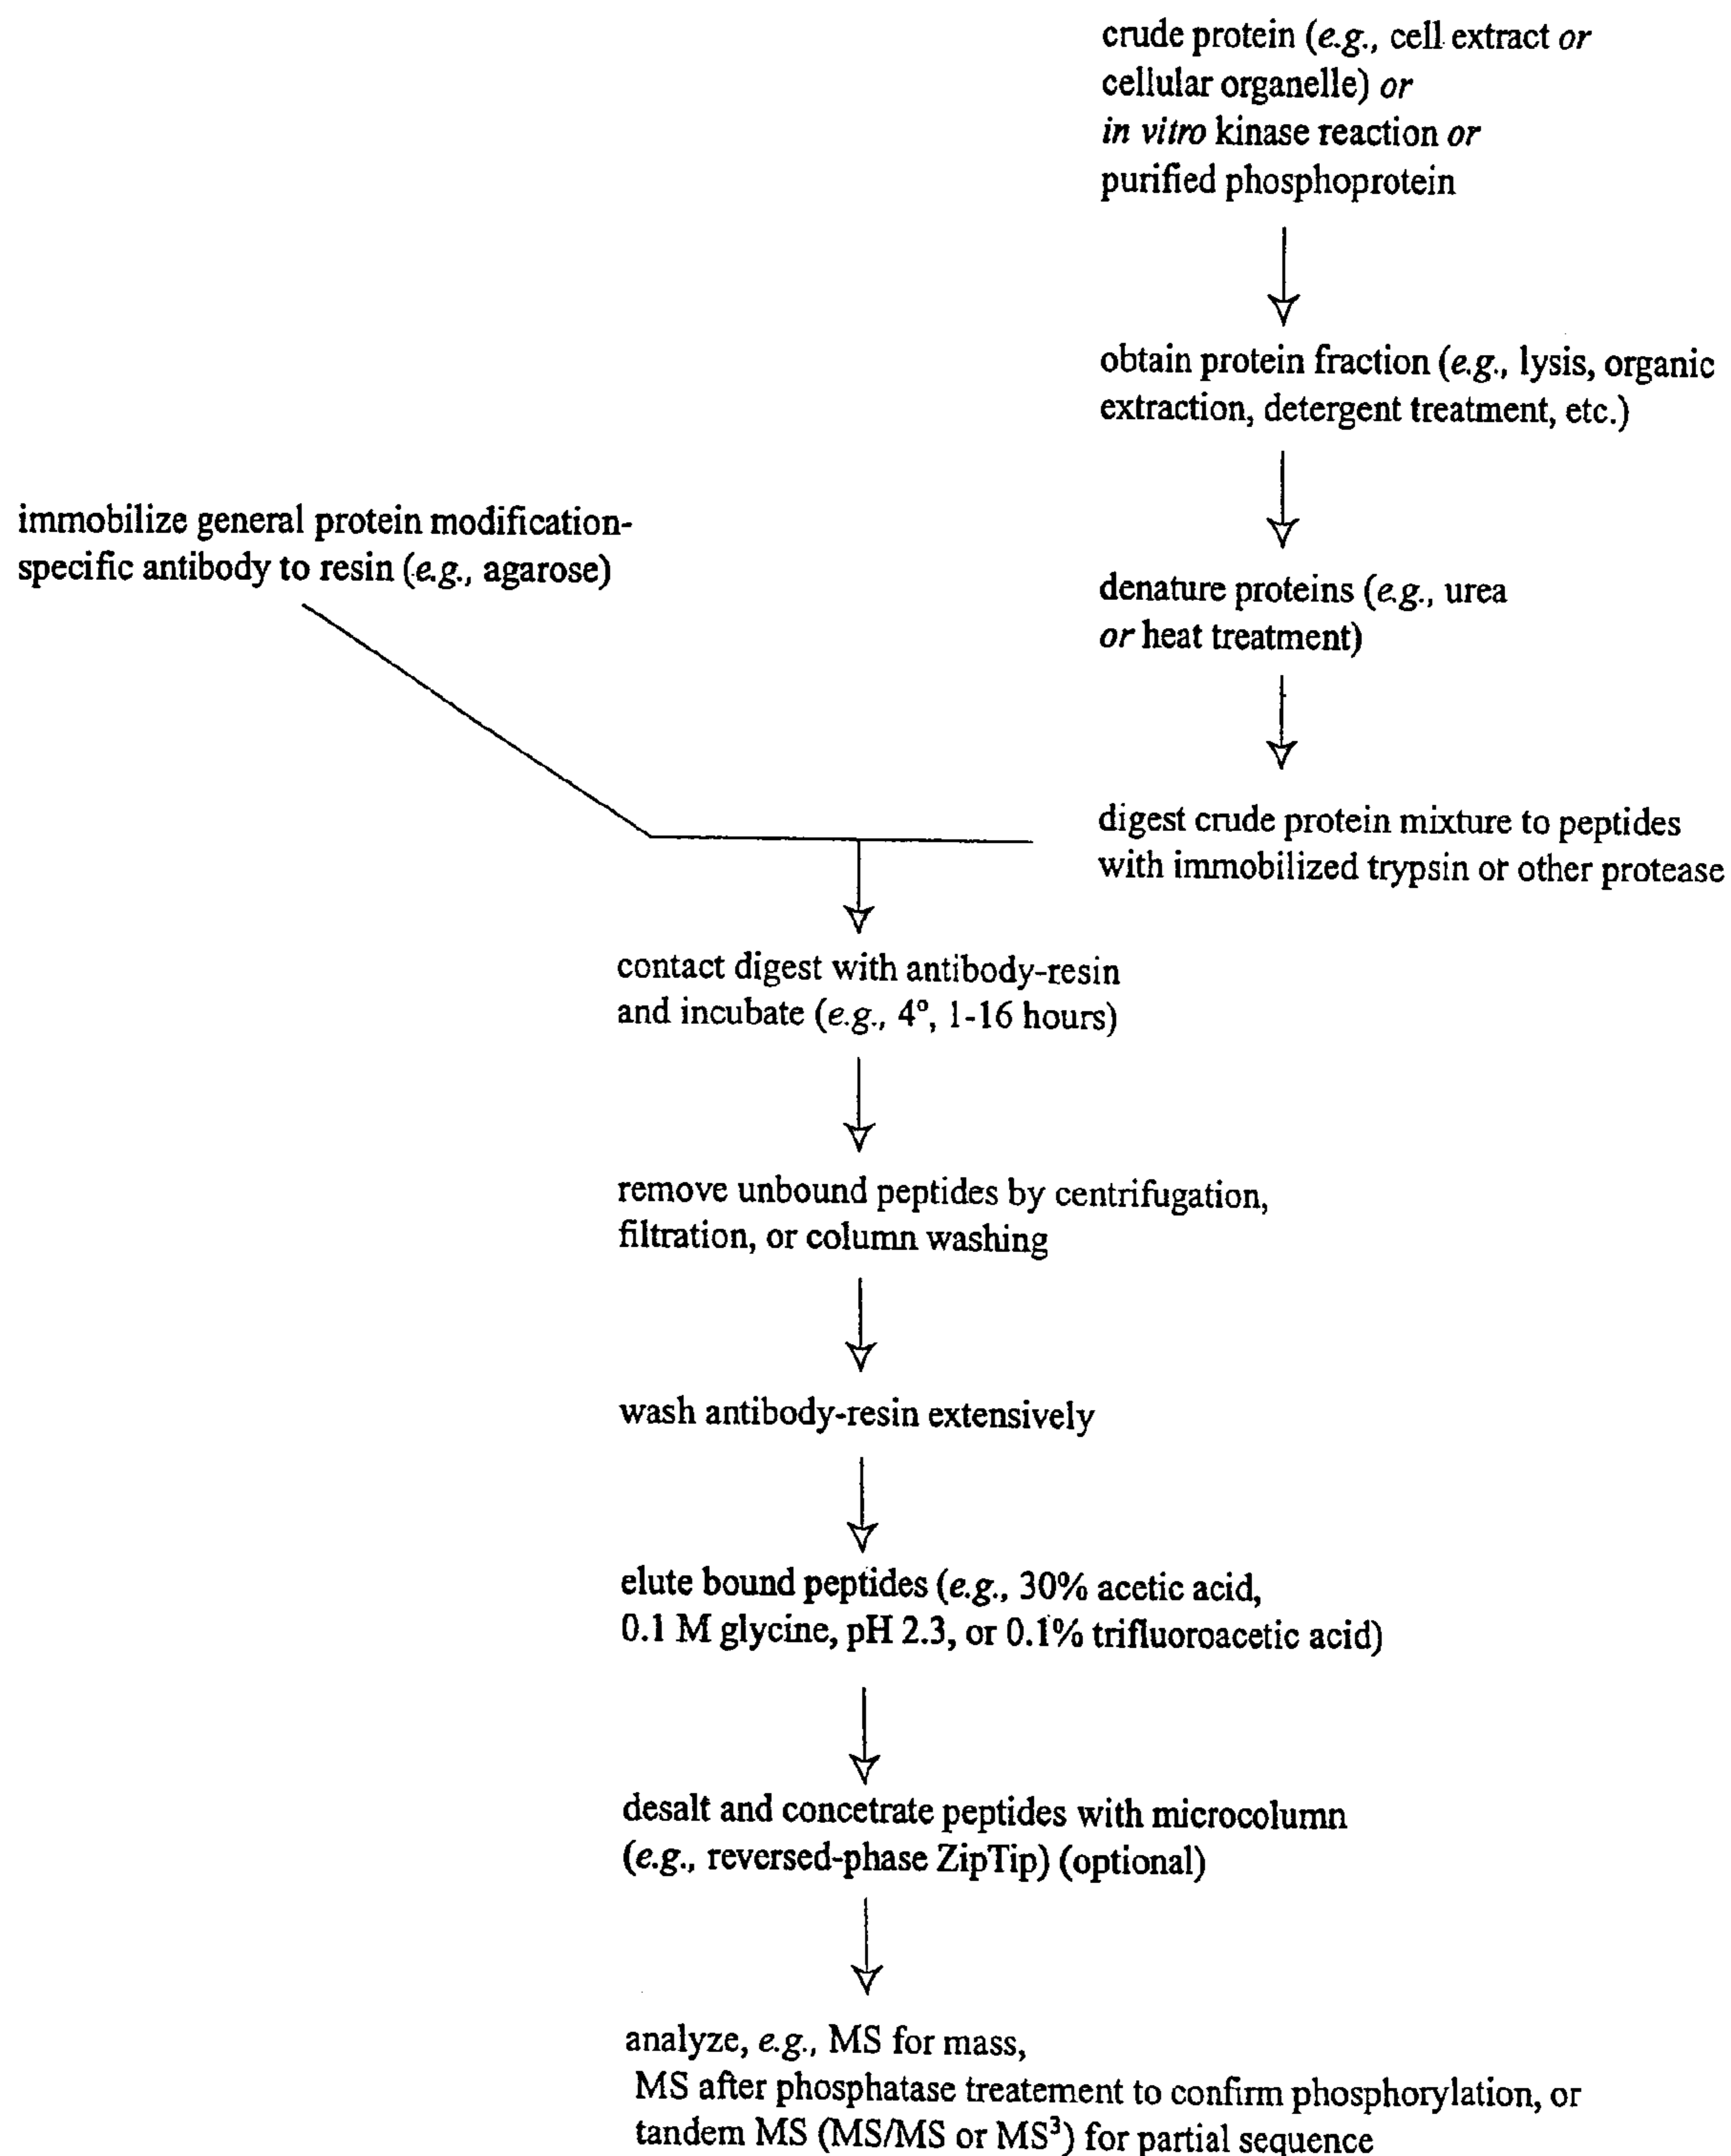 crude protein (e.g., cell extract or
cellular organelle) or
in vitro kinase reaction or
purified phosphoprotein
obtain protein fraction (e.g., lysis, organic
extraction, detergent treatment, etc.)
immobilize general protein modification-
specific antibody to resin (e.g., agarose)
denature proteins (e.g., urea
or heat treatment)
digest crude protein mixture to peptides
with immobilized trypsin or other protease
contact digest with antibody-resin
and incubate (e.g., 4°, 1-16 hours)
remove unbound peptides by centrifugation,
filtration, or column washing
wash antibody-resin extensively
elute bound peptides (e.g., 30% acetic acid,
0.1 M glycine, pH 2.3, or 0.1% trifluoroacetic acid)
desalt and concetrate peptides with microcolumn
(e.g., reversed-phase ZipTip) (optional)
analyze, e.g., MS for mass,
MS after phosphatase treatement to confirm phosphorylation, or
tandem MS (MS/MS or MS³) for partial sequence